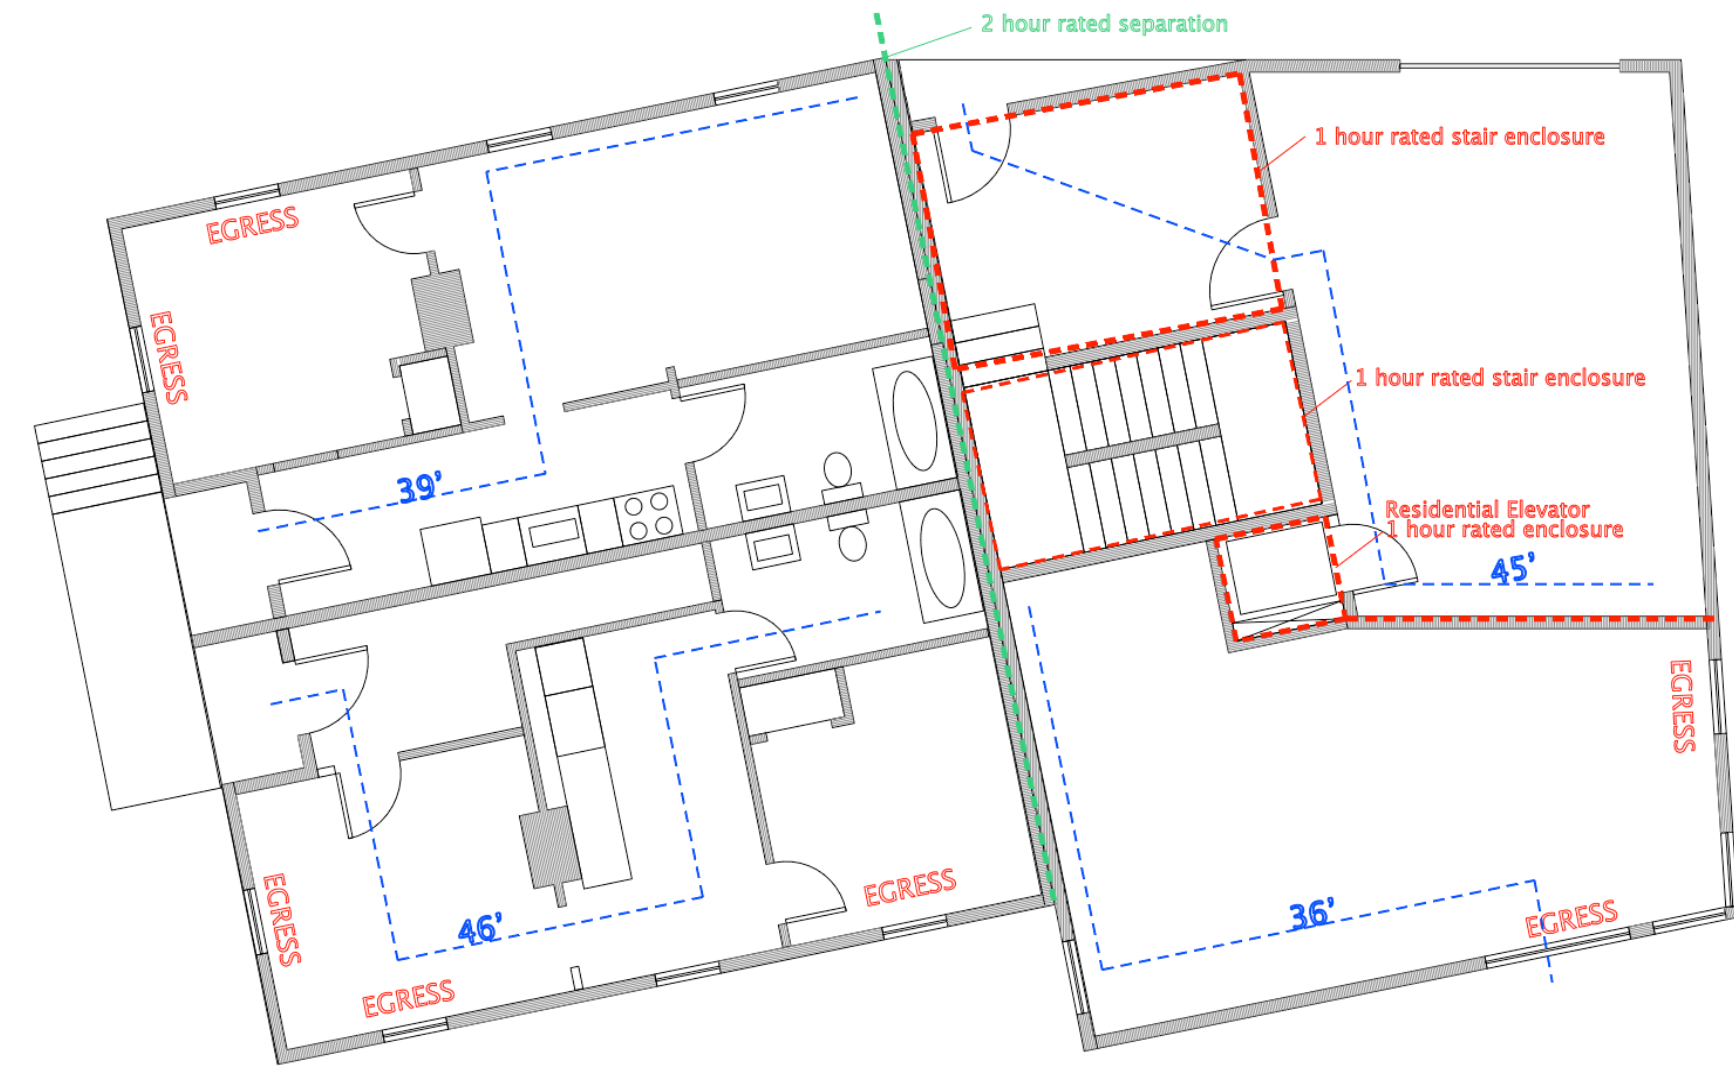 2 hour rated separation
1 hour rated stair enclosure
EGRESS
EGRESS
1 hour rated stair enclosure
39’
Residential Elevator
1 hour rated enclosure
45’
EGRESS
EGRESS
EGRESS
46’
36’
EGRESS
EGRESS